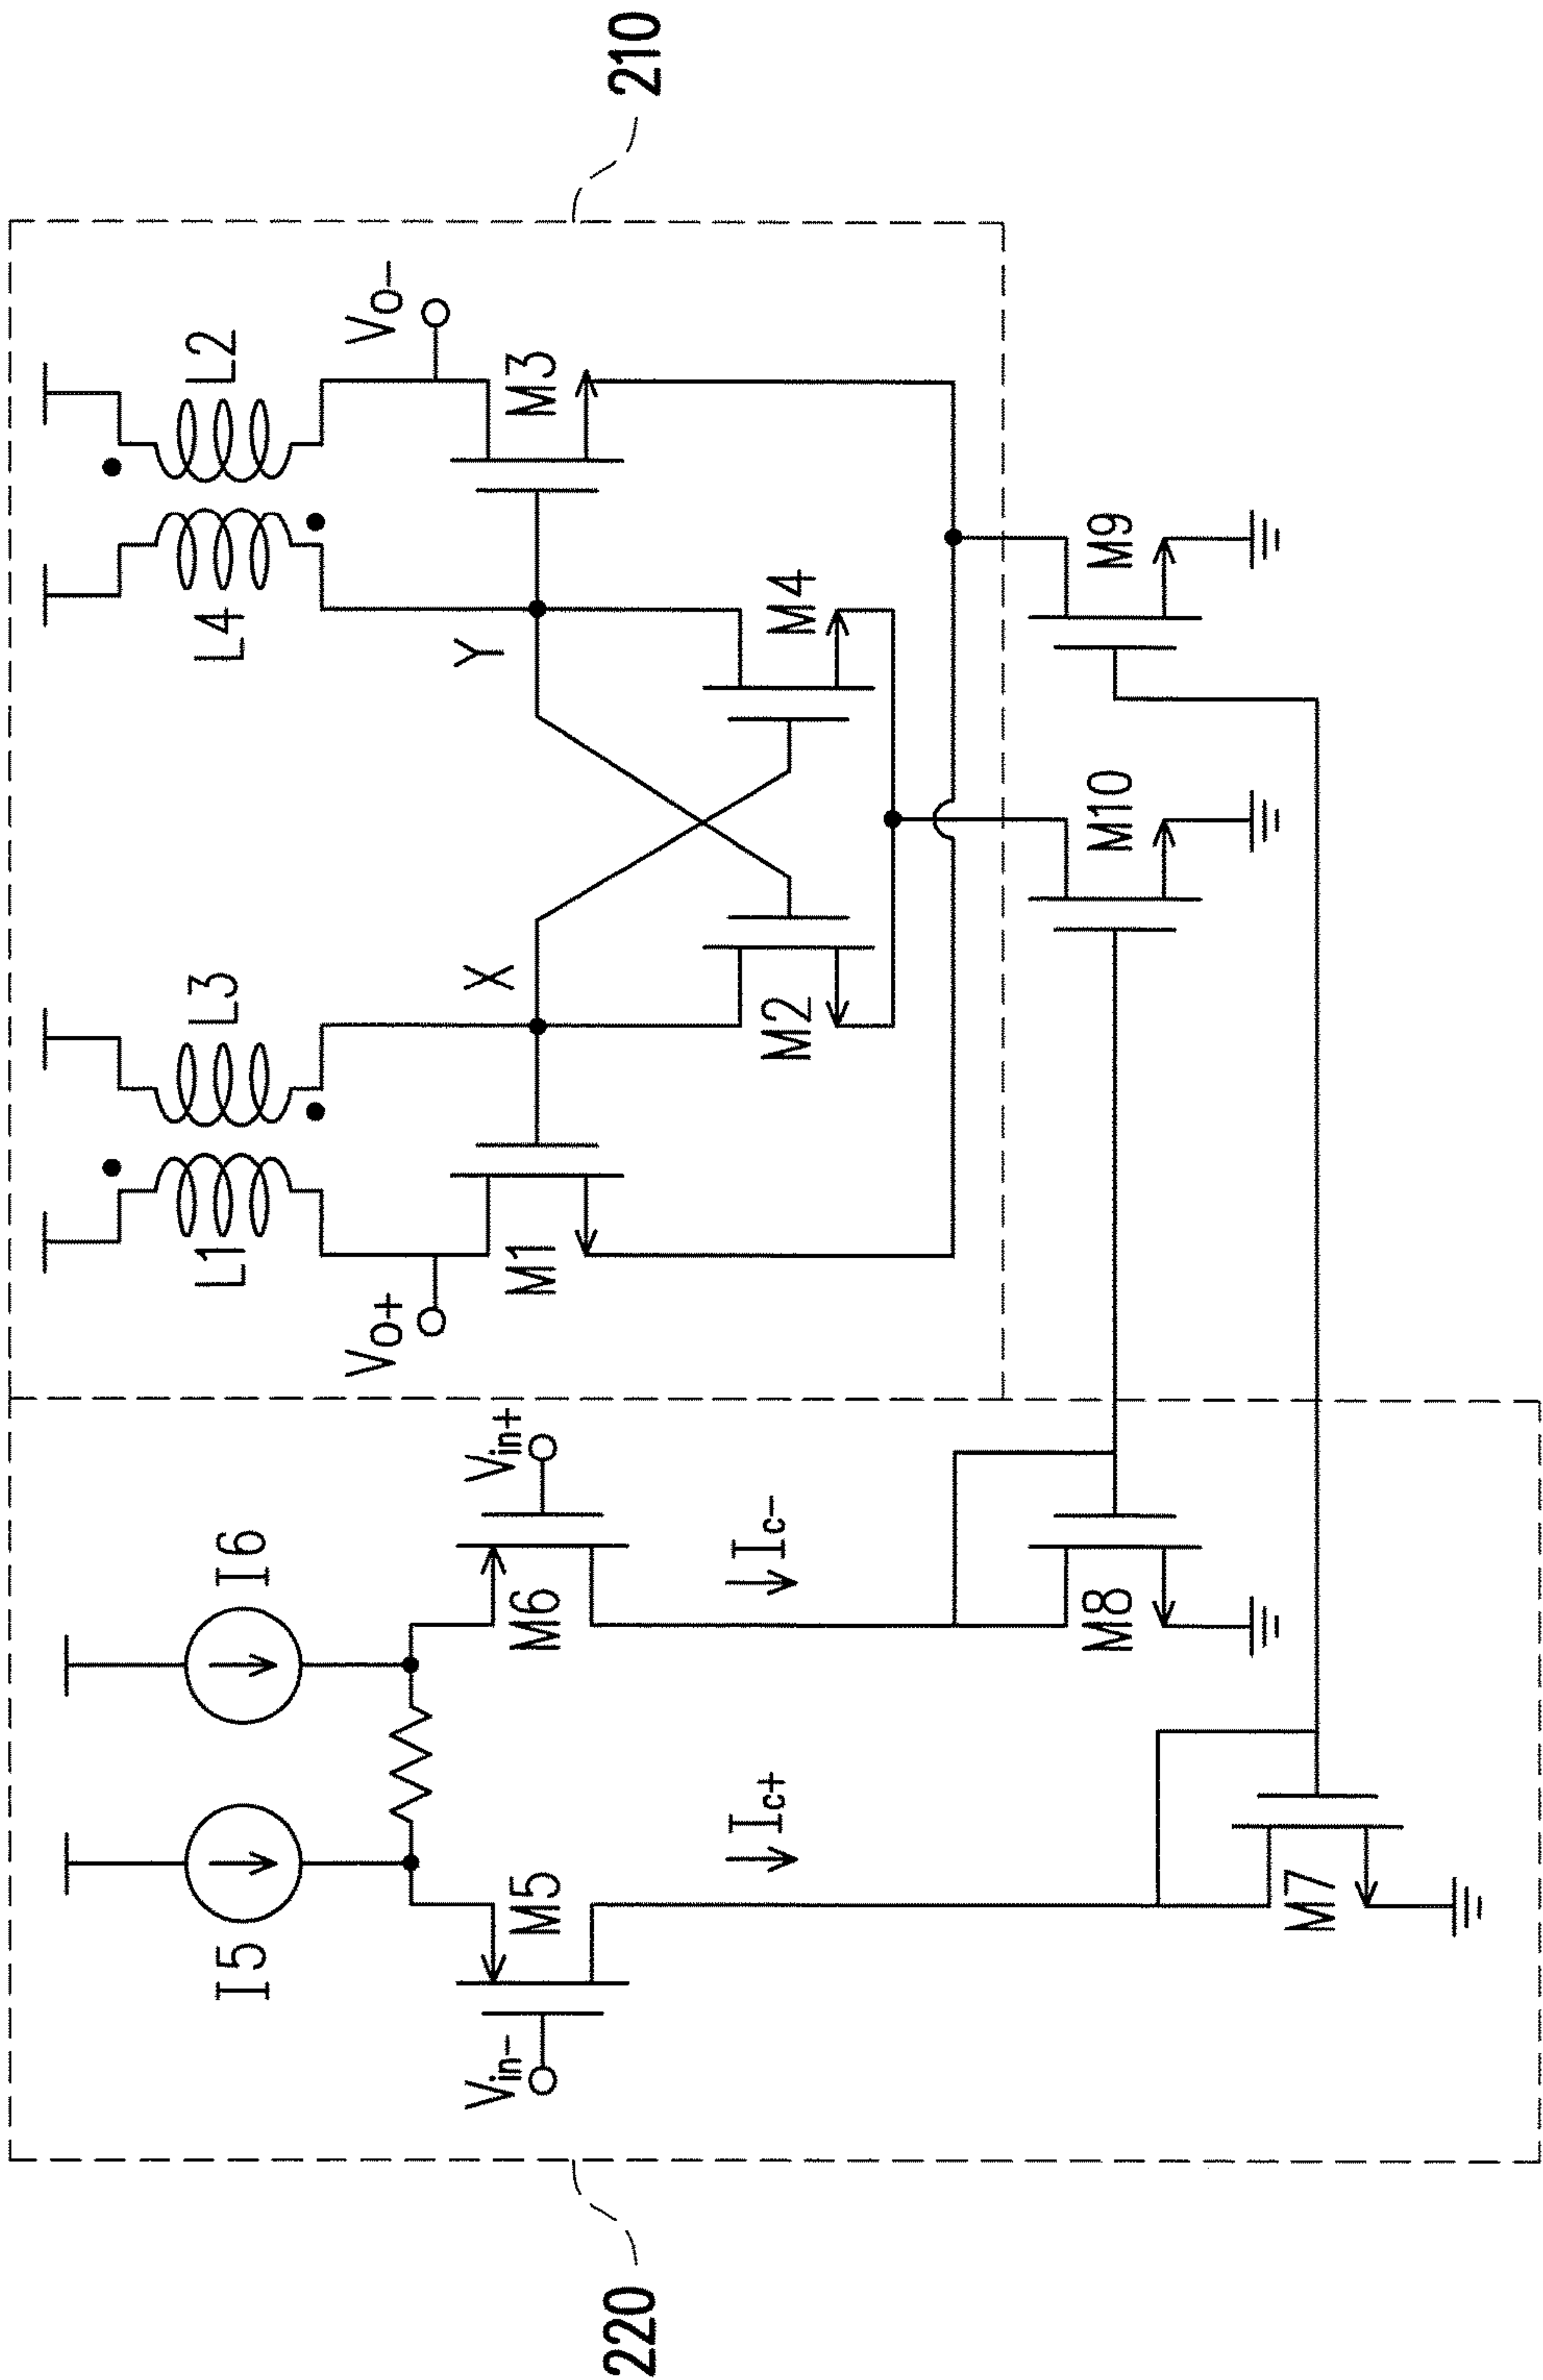 220
210
I5
I6
L1
L3
L4
L2
Vo+
Vo-
Vin-
M5
M6
Vin+
M1
X
Y
M3
Ic+
Ic-
M2
M4
M8
M10
M9
M7